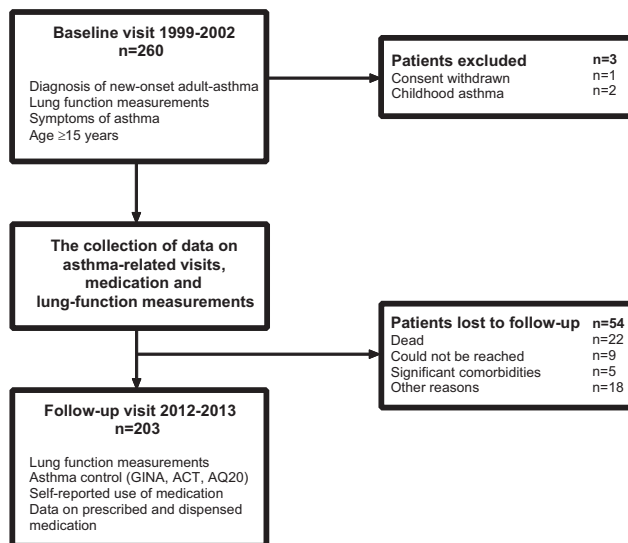 Baseline visit 1999-2002
n=260
Diagnosis of new-onset adult-asthma
Lung function measurements
Symptoms of asthma
Age ≥15 years
Patients excluded n=3
Consent withdrawn n=1
Childhood asthma n=2
The collection of data on
asthma-related visits,
medication and
lung-function measurements
Patients lost to follow-up n=54
Dead n=22
Could not be reached n=9
Significant comorbidities n=5
Other reasons n=18
Follow-up visit 2012-2013
n=203
Lung function measurements
Asthma control (GINA, ACT, AQ20)
Self-reported use of medication
Data on prescribed and dispensed
medication